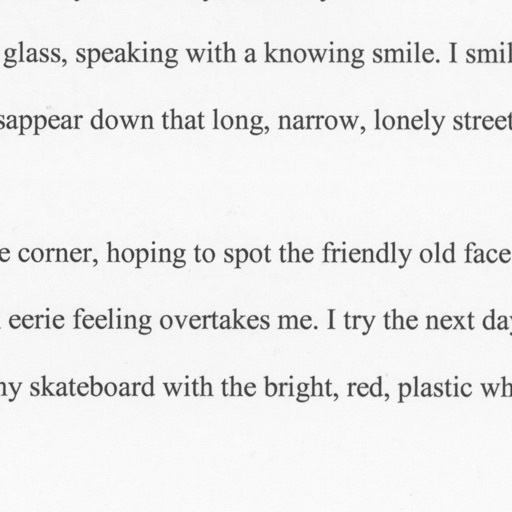 glass, speaking with a knowing smile. I smil
sappear down that long, narrow, lonely street
e corner, hoping to spot the friendly old face
eerie feeling overtakes me. I try the next day
ny skateboard with the bright, red, plastic wh